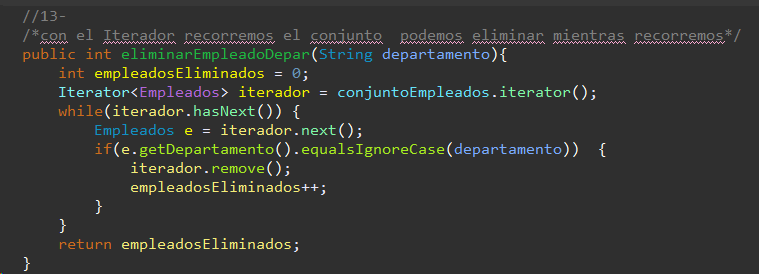 //13-
/*con el Iterador recorremos el conjunto  podemos eliminar mientras recorremos*/
public int eliminarEmpleadoDepar(String departamento){
    int empleadosEliminados = 0;
    Iterator<Empleados> iterador = conjuntoEmpleados.iterator();
    while(iterador.hasNext()) {
        Empleados e = iterador.next();
        if(e.getDepartamento().equalsIgnoreCase(departamento))  {
            iterador.remove();
            empleadosEliminados++;
        }
    }
    return empleadosEliminados;
}